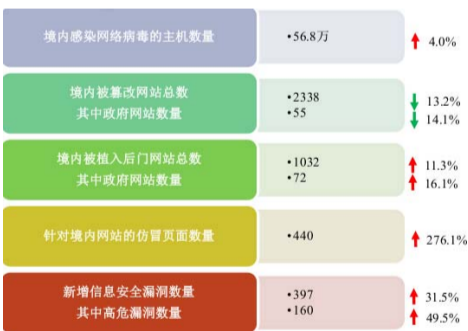 境内感染网络病毒的主机数量
•56.8万
4.0%
境内被篡改网站总数
其中政府网站数量
•2338
•55
13.2%
14.1%
境内被植入后门网站总数
其中政府网站数量
•1032
•72
11.3%
16.1%
针对境内网站的仿冒页面数量
•440
276.1%
新增信息安全漏洞数量
其中高危漏洞数量
•397
•160
31.5%
49.5%